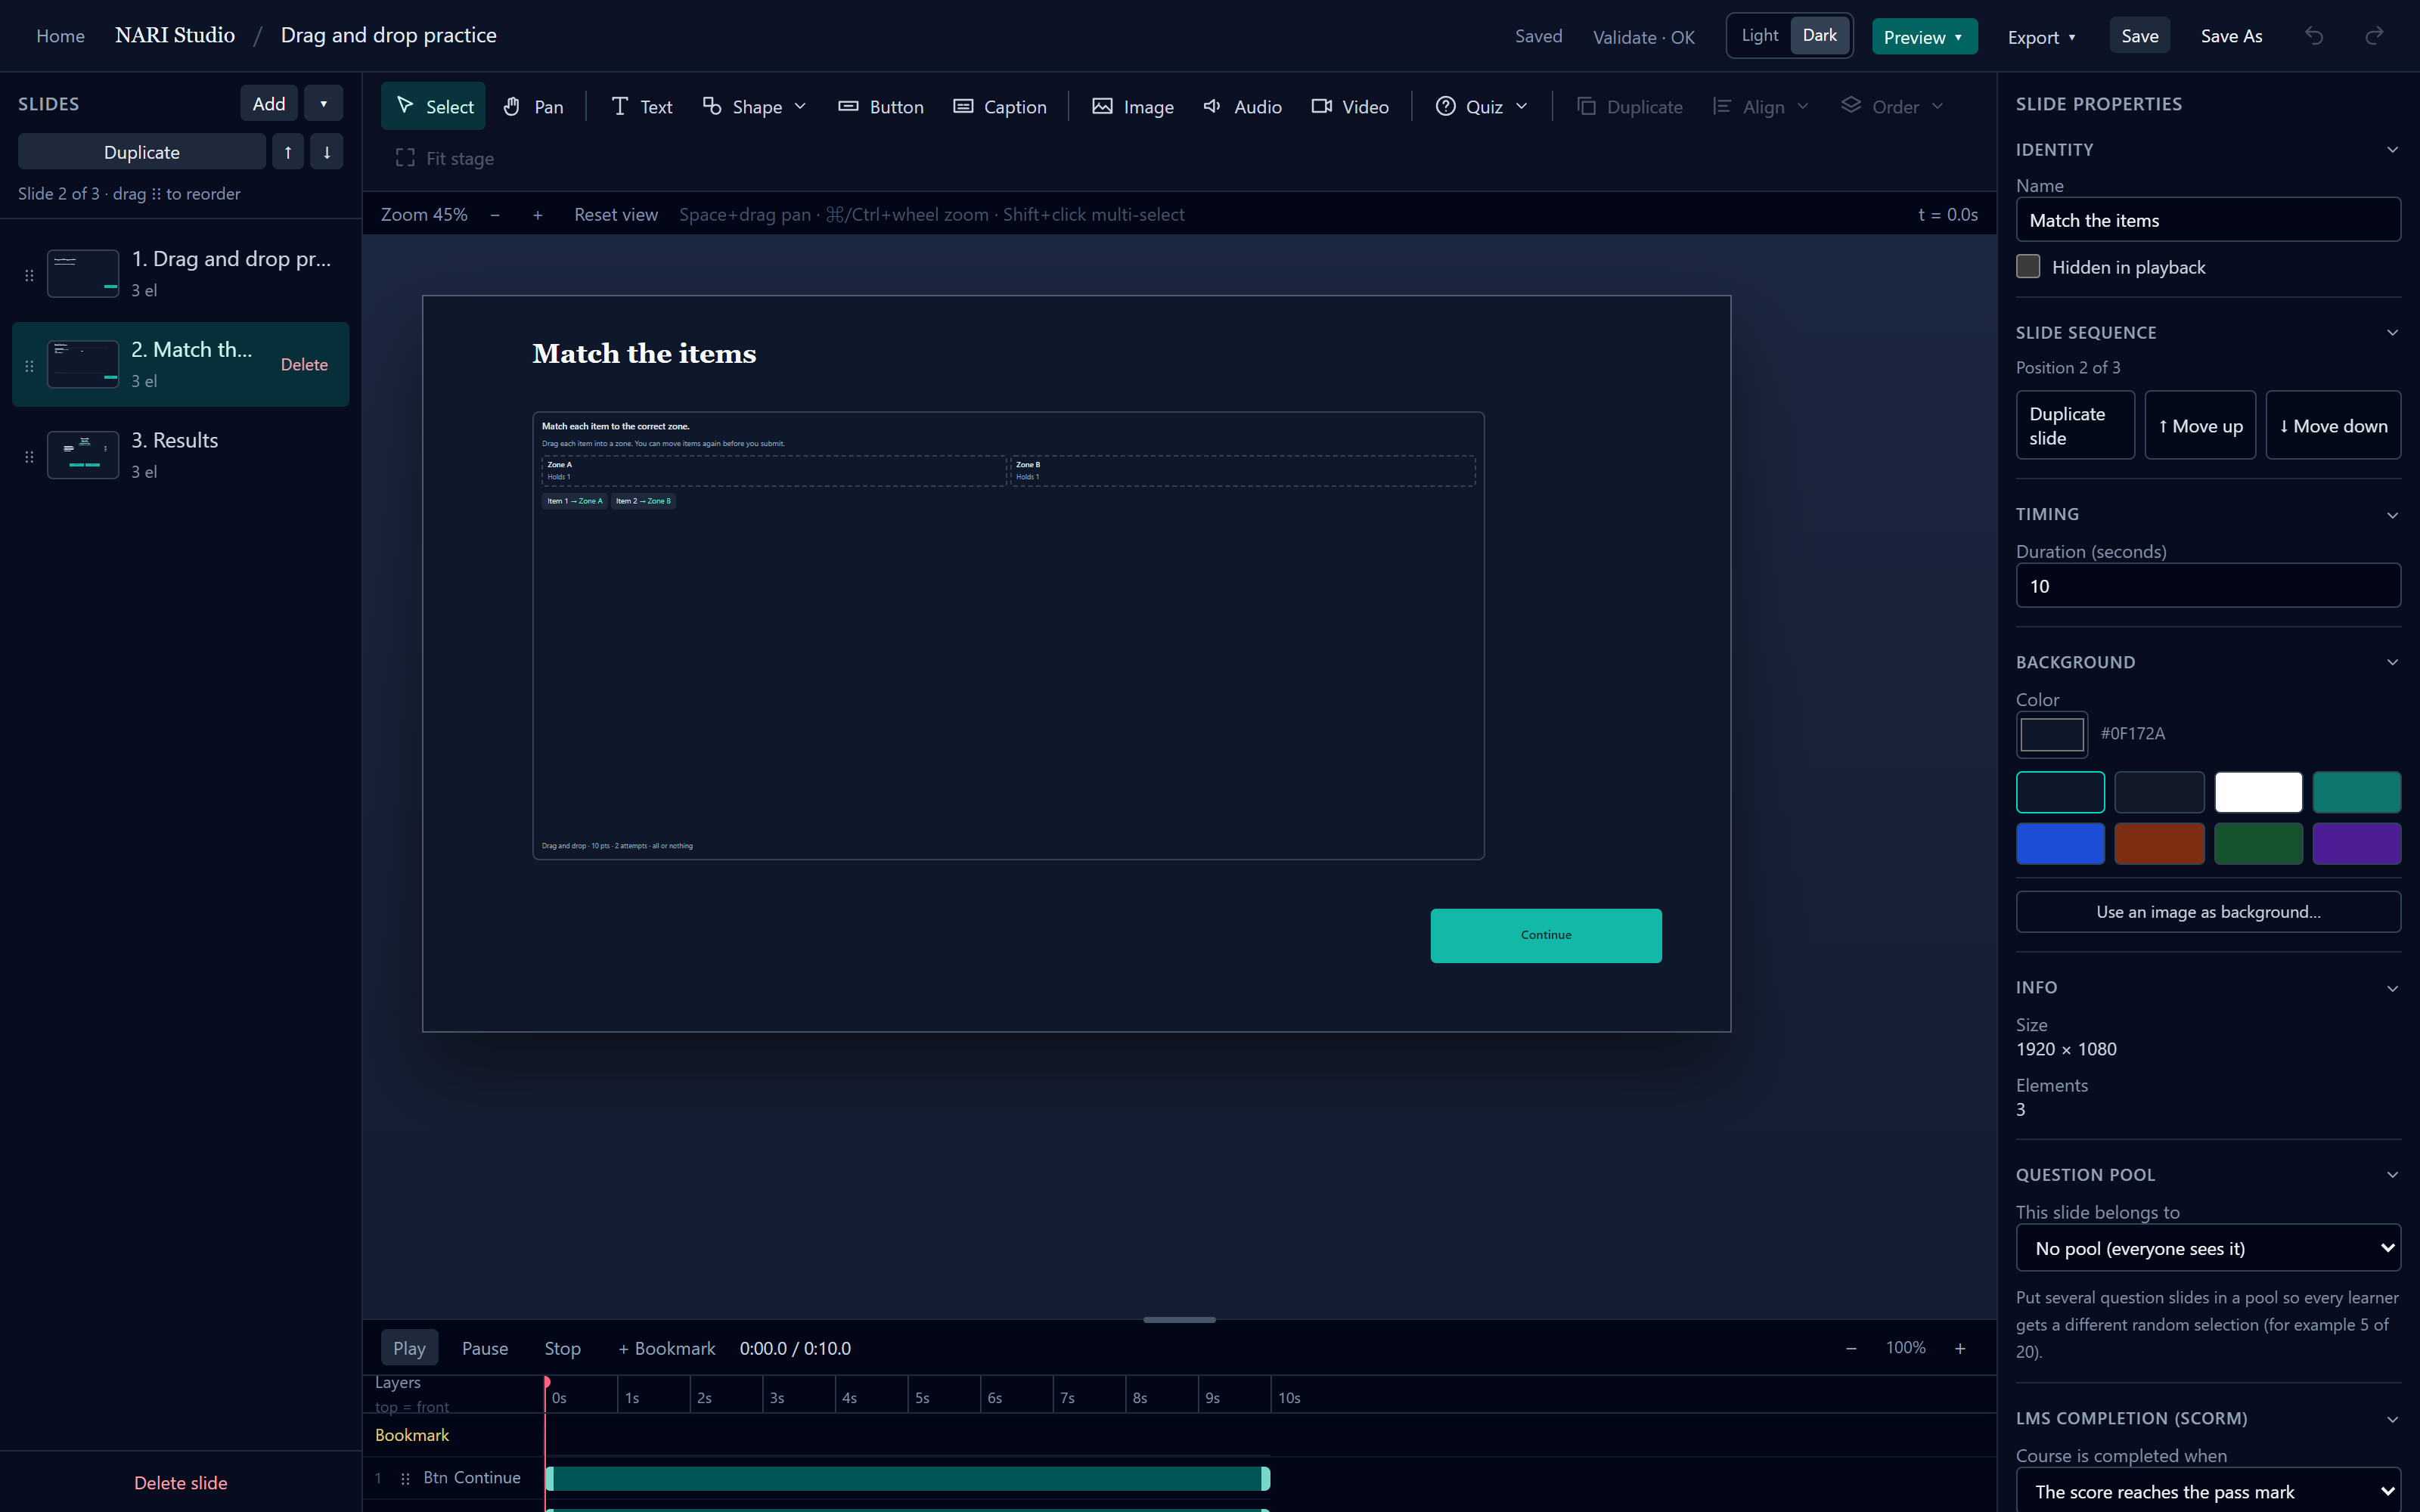 Home NARI Studio / Drag and drop practice Saved Validate · OK Light Dark Preview ▾ Export ▾ Save Save As
SLIDES Add ▾
Duplicate ↑ ↓
Slide 2 of 3 · drag ⠿ to reorder
1. Drag and drop pr...
3 el
2. Match th...
3 el
Delete
3. Results
3 el
Delete slide
Select Pan Text Shape Button Caption Image Audio Video Quiz Duplicate Align Order
Fit stage
Zoom 45% − + Reset view Space+drag pan · ⌘/Ctrl+wheel zoom · Shift+click multi-select t = 0.0s
Match the items
Match each item to the correct zone.
Drag each item into a zone. You can move items again before you submit.
Zone A Zone B
Holds 1 Holds 1
Item 1 → Zone A Item 2 → Zone B
Drag and drop · 10 pts · 2 attempts · all or nothing
Continue
Play Pause Stop + Bookmark 0:00.0 / 0:10.0 − 100% +
Layers
top = front
0s 1s 2s 3s 4s 5s 6s 7s 8s 9s 10s
Bookmark
1 Btn Continue
SLIDE PROPERTIES
IDENTITY
Name
Match the items
Hidden in playback
SLIDE SEQUENCE
Position 2 of 3
Duplicate slide ↑ Move up ↓ Move down
TIMING
Duration (seconds)
10
BACKGROUND
Color
#0F172A
Use an image as background...
INFO
Size
1920 × 1080
Elements
3
QUESTION POOL
This slide belongs to
No pool (everyone sees it)
Put several question slides in a pool so every learner
gets a different random selection (for example 5 of
20).
LMS COMPLETION (SCORM)
Course is completed when
The score reaches the pass mark